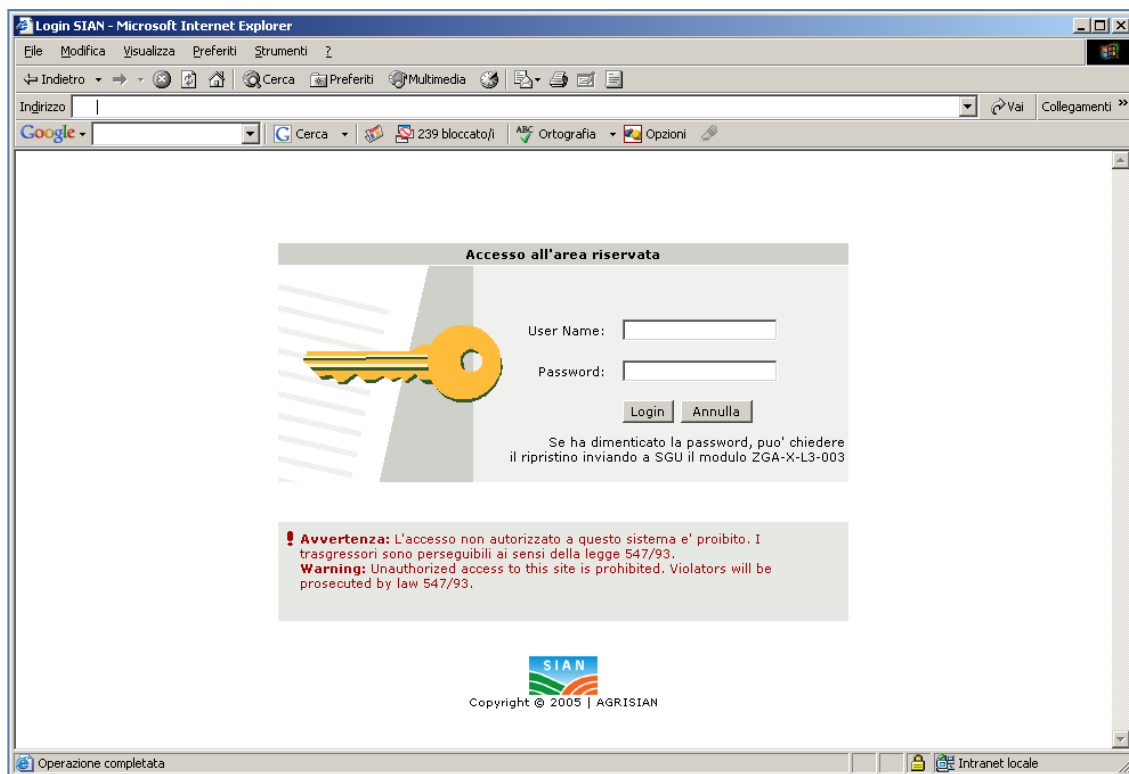 Login SIAN - Microsoft Internet Explorer
File Modifica Visualizza Preferiti Strumenti ?
Indietro Cerca Preferiti Multimedia
Indirizzo Vai Collegamenti »
Google Cerca 239 bloccato/i ABC Ortografia Opzioni
Accesso all'area riservata
User Name:
Password:
Login Annulla
Se ha dimenticato la password, puo' chiedere
il ripristino inviando a SGU il modulo ZGA-X-L3-003
Avvertenza: L'accesso non autorizzato a questo sistema e' proibito. I
trasgressori sono perseguibili ai sensi della legge 547/93.
Warning: Unauthorized access to this site is prohibited. Violators will be
prosecuted by law 547/93.
SIAN
Copyright © 2005 | AGRISIAN
Operazione completata Intranet locale